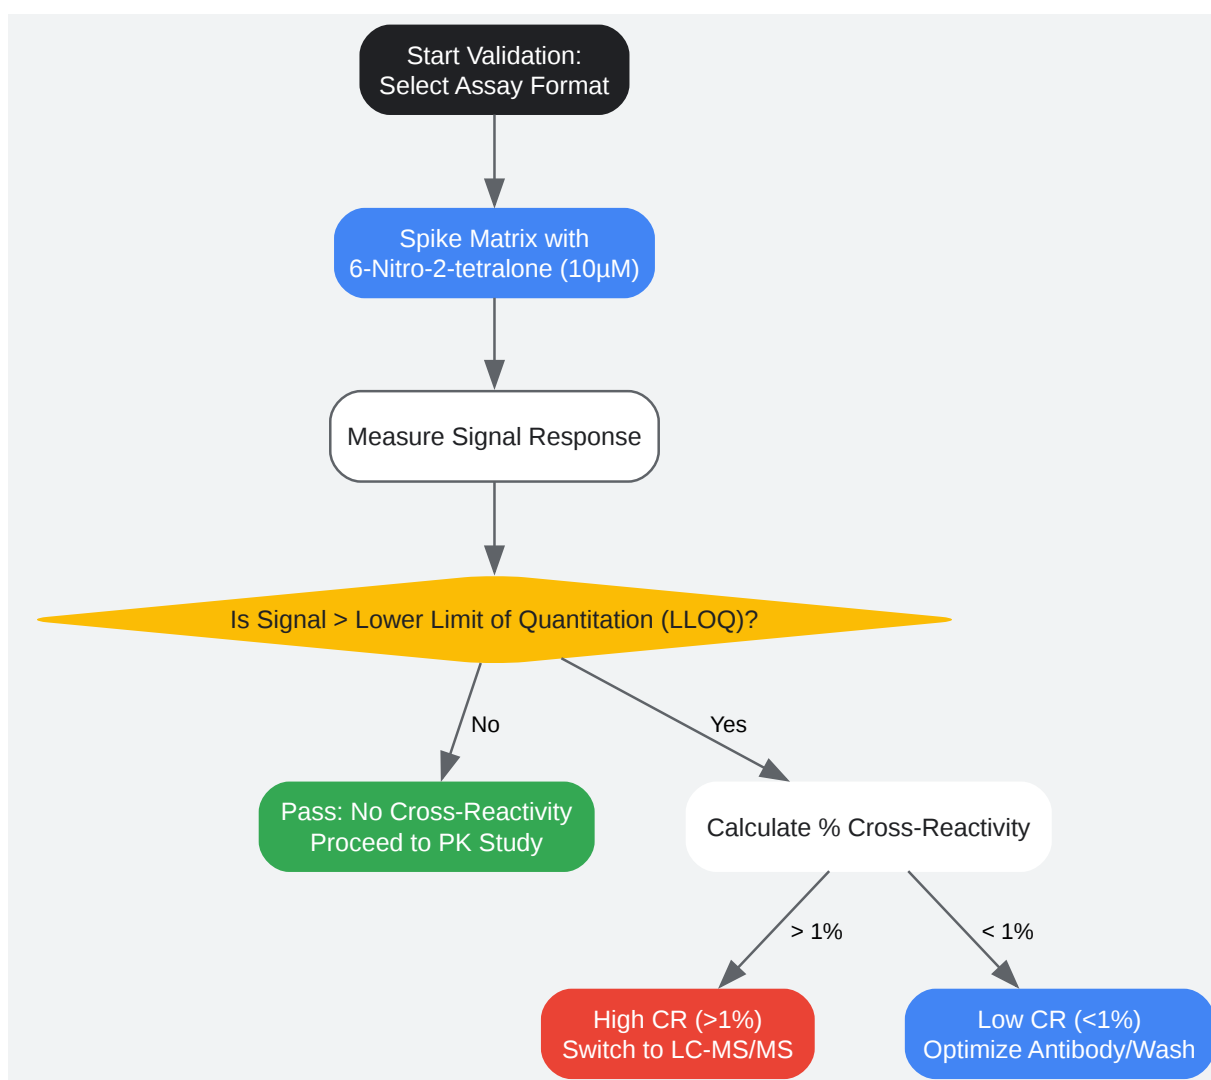 Start Validation:
Select Assay Format
Spike Matrix with
6-Nitro-2-tetralone (10µM)
Measure Signal Response
Is Signal > Lower Limit of Quantitation (LLOQ)?
No
Yes
Pass: No Cross-Reactivity
Proceed to PK Study
Calculate % Cross-Reactivity
> 1%
< 1%
High CR (>1%)
Switch to LC-MS/MS
Low CR (<1%)
Optimize Antibody/Wash